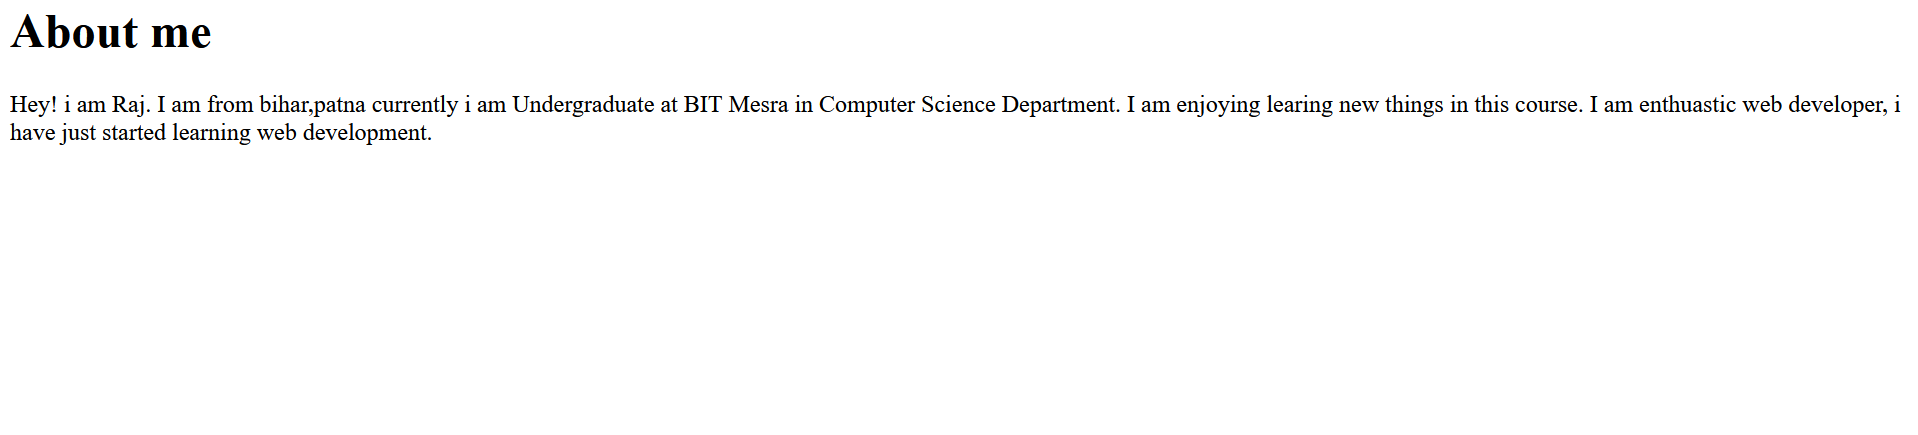 About me
Hey! i am Raj. I am from bihar,patna currently i am Undergraduate at BIT Mesra in Computer Science Department. I am enjoying learing new things in this course. I am enthuastic web developer, i
have just started learning web development.